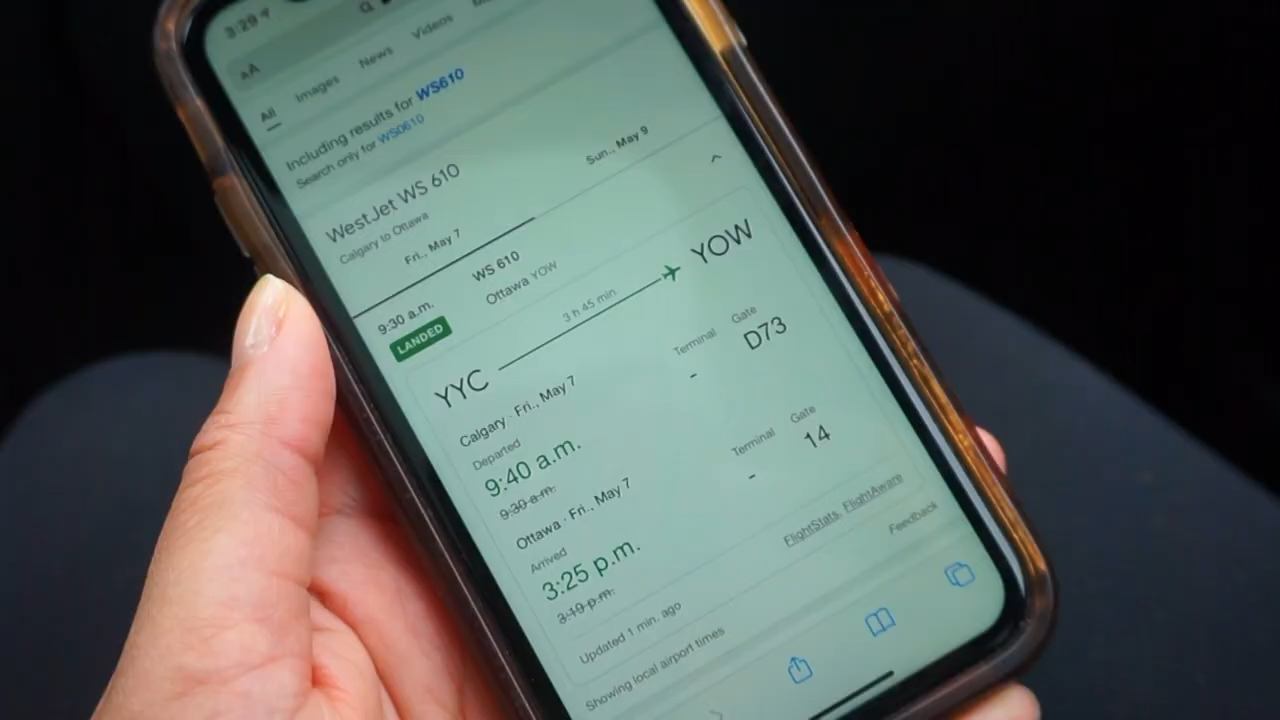 3:29
AA
All Images News Videos
Including results for WS610
Search only for WS0610
WestJet WS 610
Calgary to Ottawa
Fri., May 7
Sun., May 9
9:30 a.m.
WS 610
LANDED
Ottawa YOW
YYC
3 h 45 min.
YOW
Calgary · Fri., May 7
Departed
Terminal
Gate
9:40 a.m.
-
D73
9:30 a.m.
Ottawa · Fri., May 7
Arrived
Terminal
Gate
3:25 p.m.
-
14
3:10 p.m.
Updated 1 min. ago
FlightStats, FlightAware
Showing local airport times
Feedback